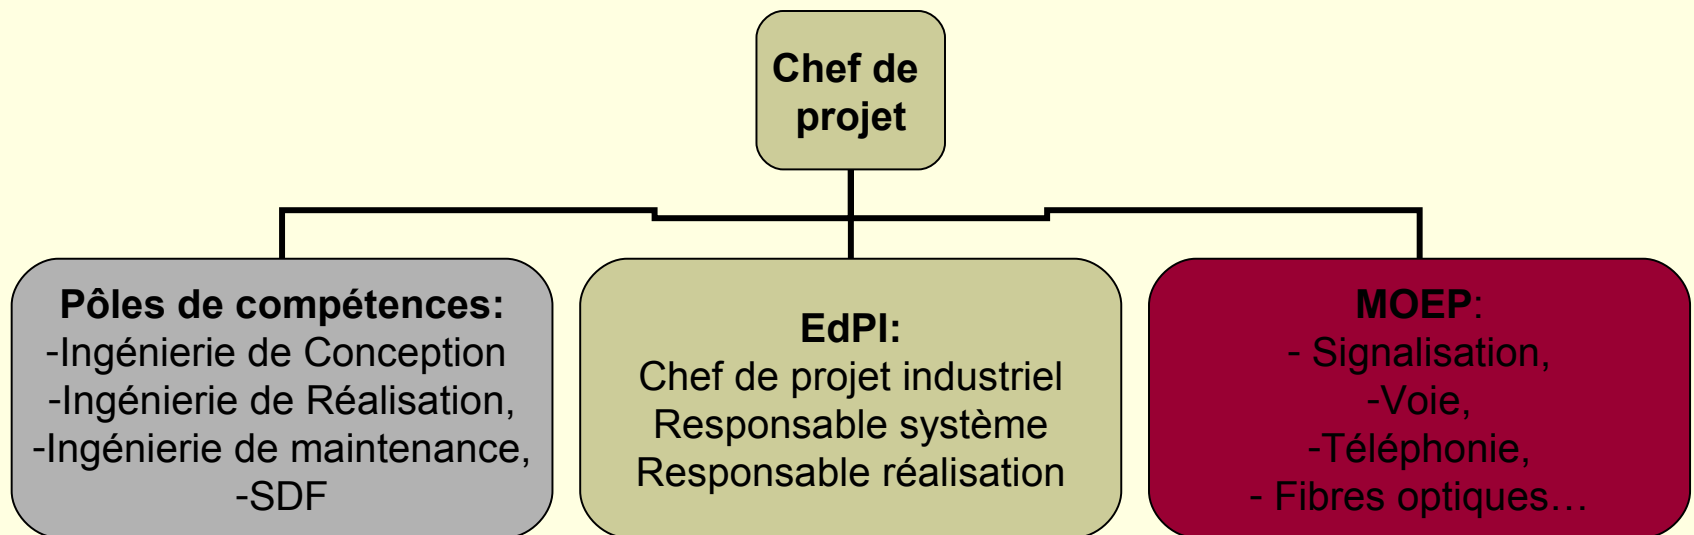 Chef de
projet
Pôles de compétences:
-Ingénierie de Conception
-Ingénierie de Réalisation,
-Ingénierie de maintenance,
-SDF
EdPI:
Chef de projet industriel
Responsable système
Responsable réalisation
MOEP:
- Signalisation,
-Voie,
-Téléphonie,
- Fibres optiques…